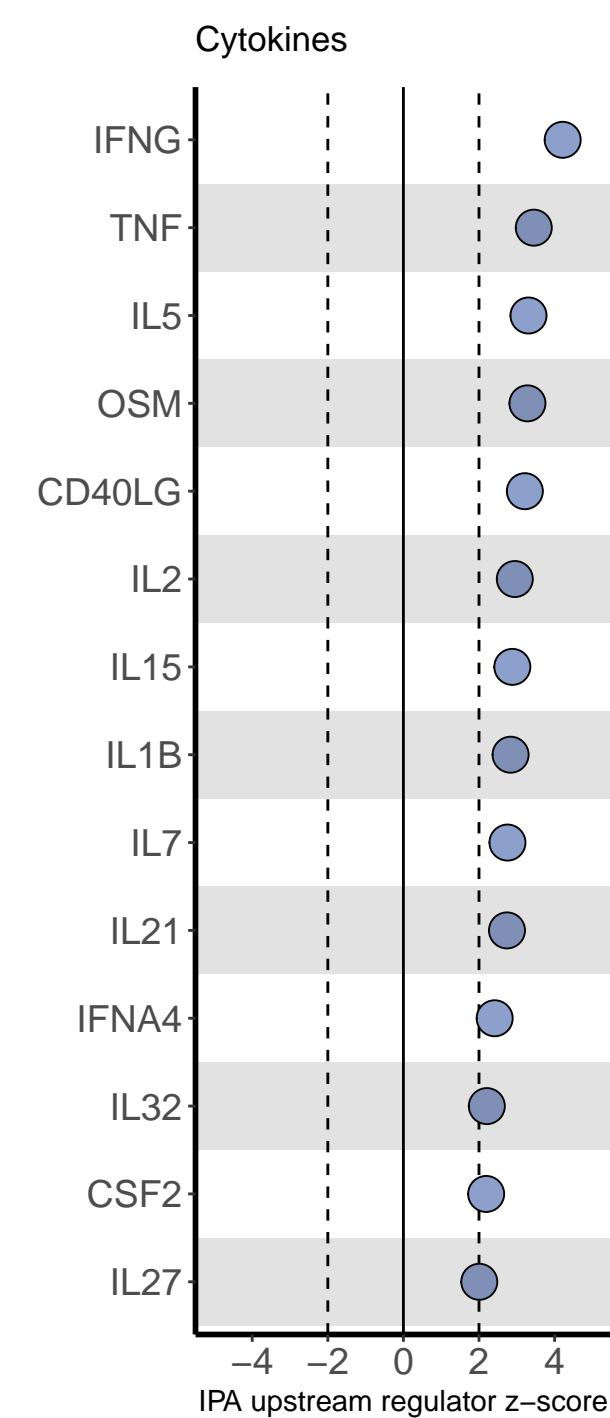 Cytokines
IFNG
TNF
IL5
OSM
CD40LG
IL2
IL15
IL1B
IL7
IL21
IFNA4
IL32
CSF2
IL27
−4 −2 0 2 4
IPA upstream regulator z−score